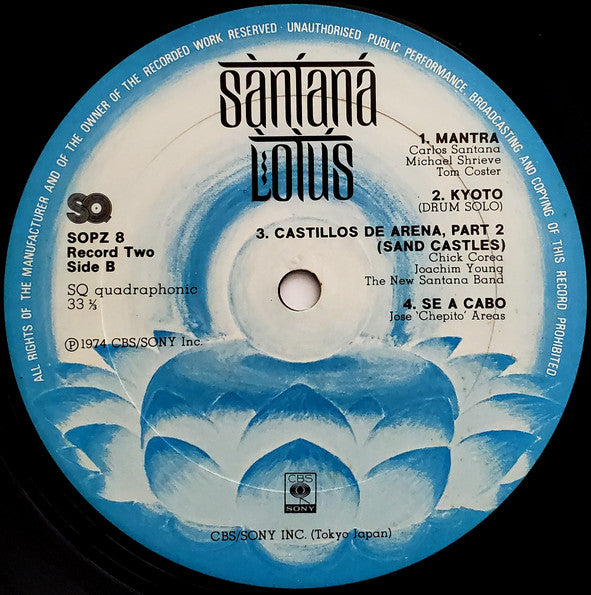 ALL RIGHTS OF THE MANUFACTURER AND OF THE OWNER OF THE RECORDED WORK RESERVED · UNAUTHORISED PUBLIC PERFORMANCE, BROADCASTING AND COPYING OF THIS RECORD PROHIBITED
sàntáná
Lòtús
1. MANTRA
Carlos Santana
Michael Shrieve
Tom Coster
2. KYOTO
(DRUM SOLO)
3. CASTILLOS DE ARENA, PART 2
(SAND CASTLES)
Chick Corea
Joachim Young
The New Santana Band
4. SE A CABO
Jose 'Chepito' Areas
SQ
SOPZ 8
Record Two
Side B
SQ quadraphonic
33 ⅓
Ⓟ1974 CBS/SONY Inc.
CBS
SONY
CBS/SONY INC. (Tokyo Japan)